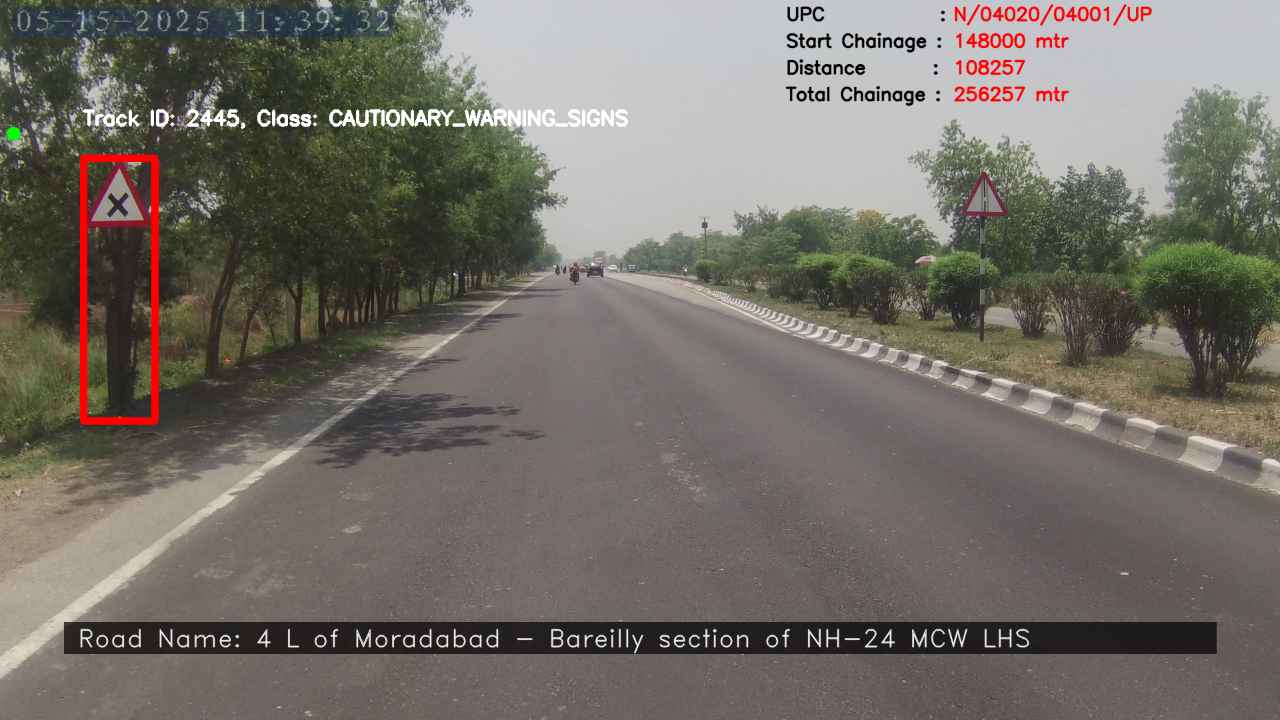 05-15-2025 11:39:32
UPC : N/04020/04001/UP
Start Chainage : 148000 mtr
Distance : 108257
Total Chainage : 256257 mtr
Track ID: 2445, Class: CAUTIONARY_WARNING_SIGNS
Road Name: 4 L of Moradabad - Bareilly section of NH-24 MCW LHS